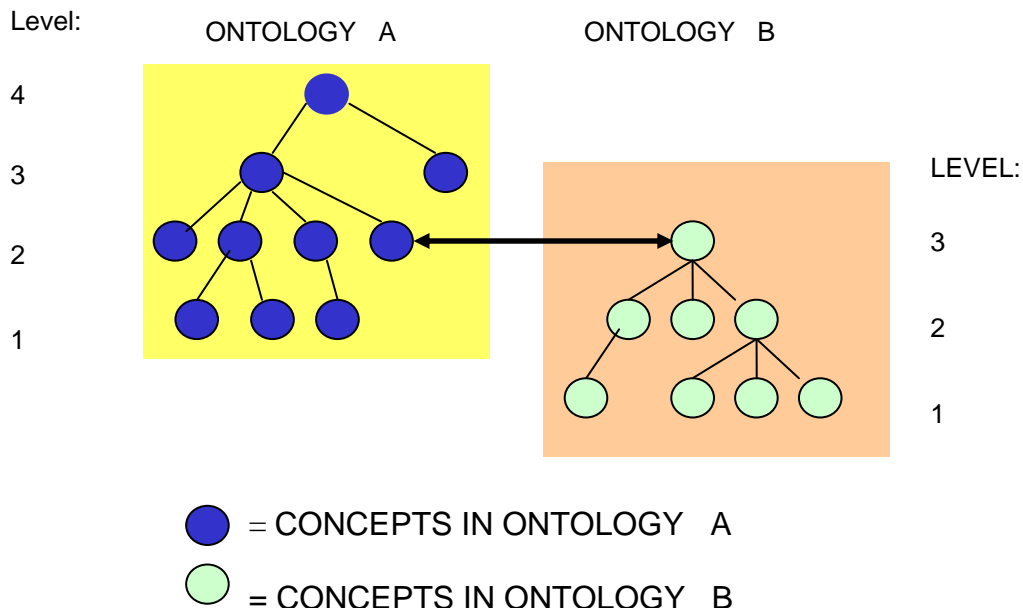 Level:
ONTOLOGY A
ONTOLOGY B
4
3
2
1
LEVEL:
3
2
1
= CONCEPTS IN ONTOLOGY A
= CONCEPTS IN ONTOLOGY B